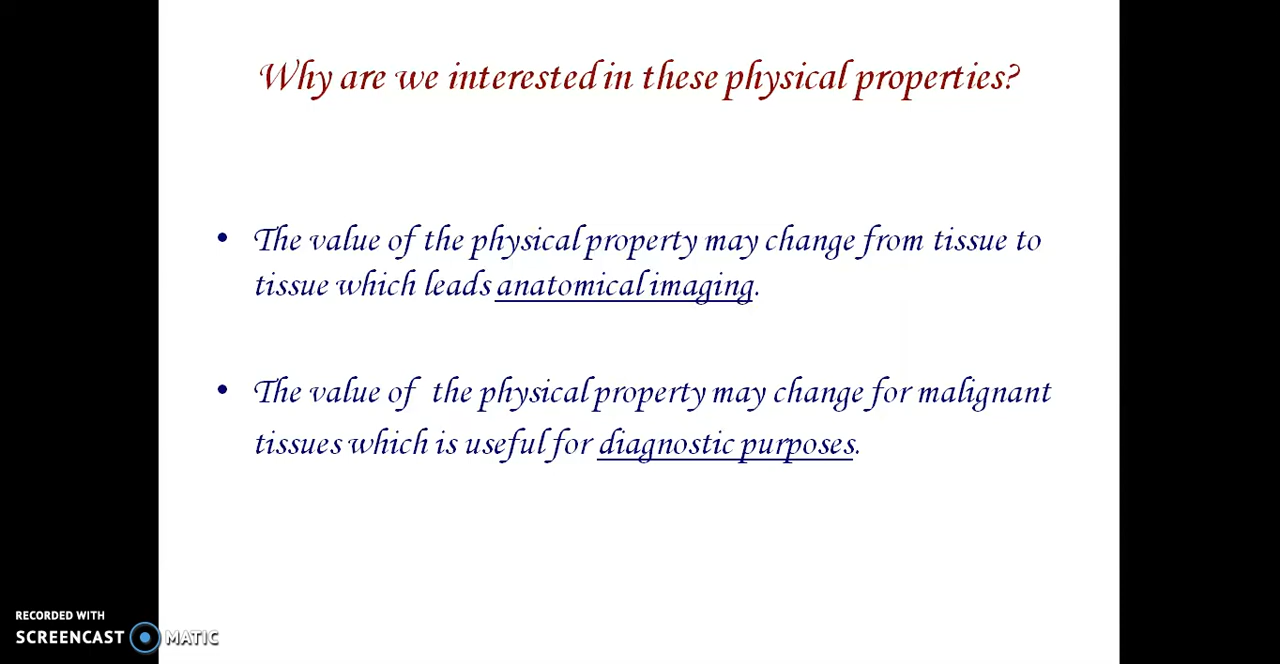 Why are we interested in these physical properties?
• The value of the physical property may change from tissue to
tissue which leads anatomical imaging.
• The value of the physical property may change for malignant
tissues which is useful for diagnostic purposes.
RECORDED WITH
SCREENCAST MATIC